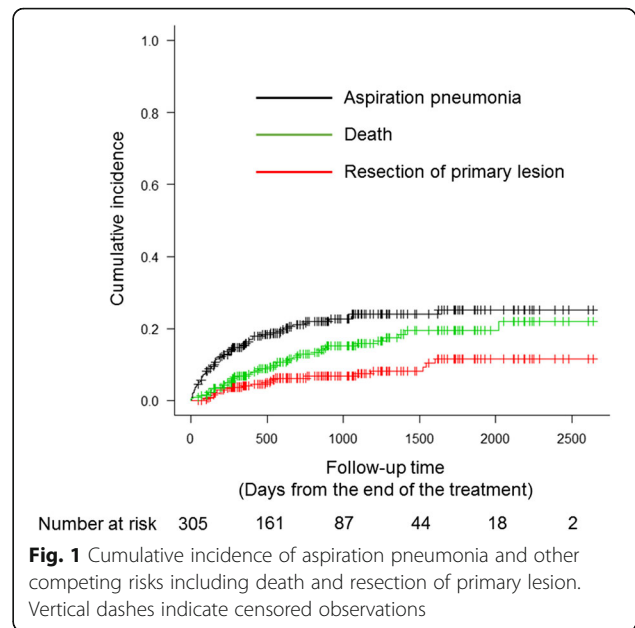 1.0
0.8
0.6
0.4
0.2
0.0
Cumulative incidence
Aspiration pneumonia
Death
Resection of primary lesion
0 500 1000 1500 2000 2500
Follow-up time
(Days from the end of the treatment)
Number at risk 305 161 87 44 18 2
Fig. 1 Cumulative incidence of aspiration pneumonia and other
competing risks including death and resection of primary lesion.
Vertical dashes indicate censored observations